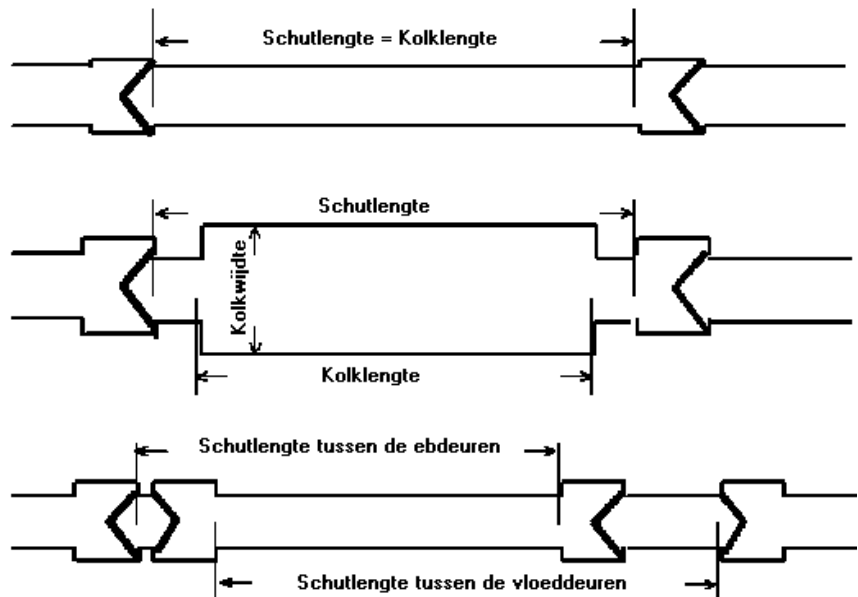 Schutlengte = Kolklengte
Schutlengte
Kolkwijdte
Kolklengte
Schutlengte tussen de ebdeuren
Schutlengte tussen de vloeddeuren